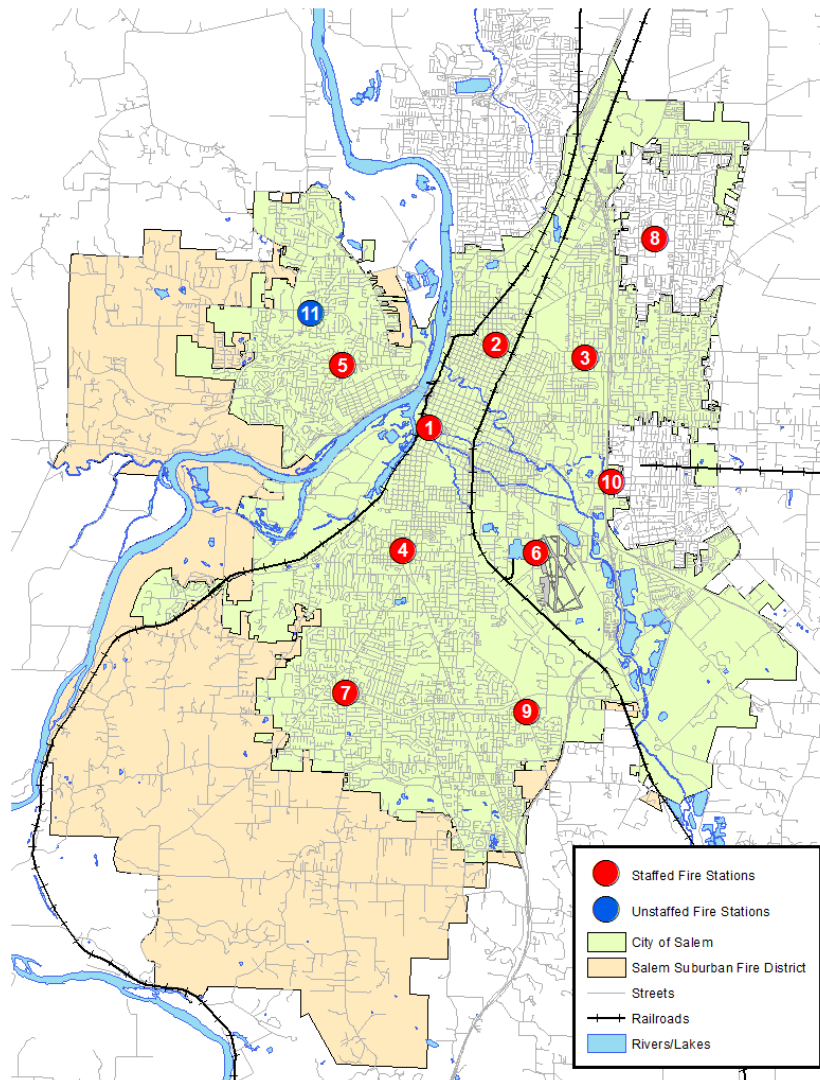 8
11
2
3
5
1
10
4
6
7
9
Staffed Fire Stations
Unstaffed Fire Stations
City of Salem
Salem Suburban Fire District
Streets
Railroads
Rivers/Lakes